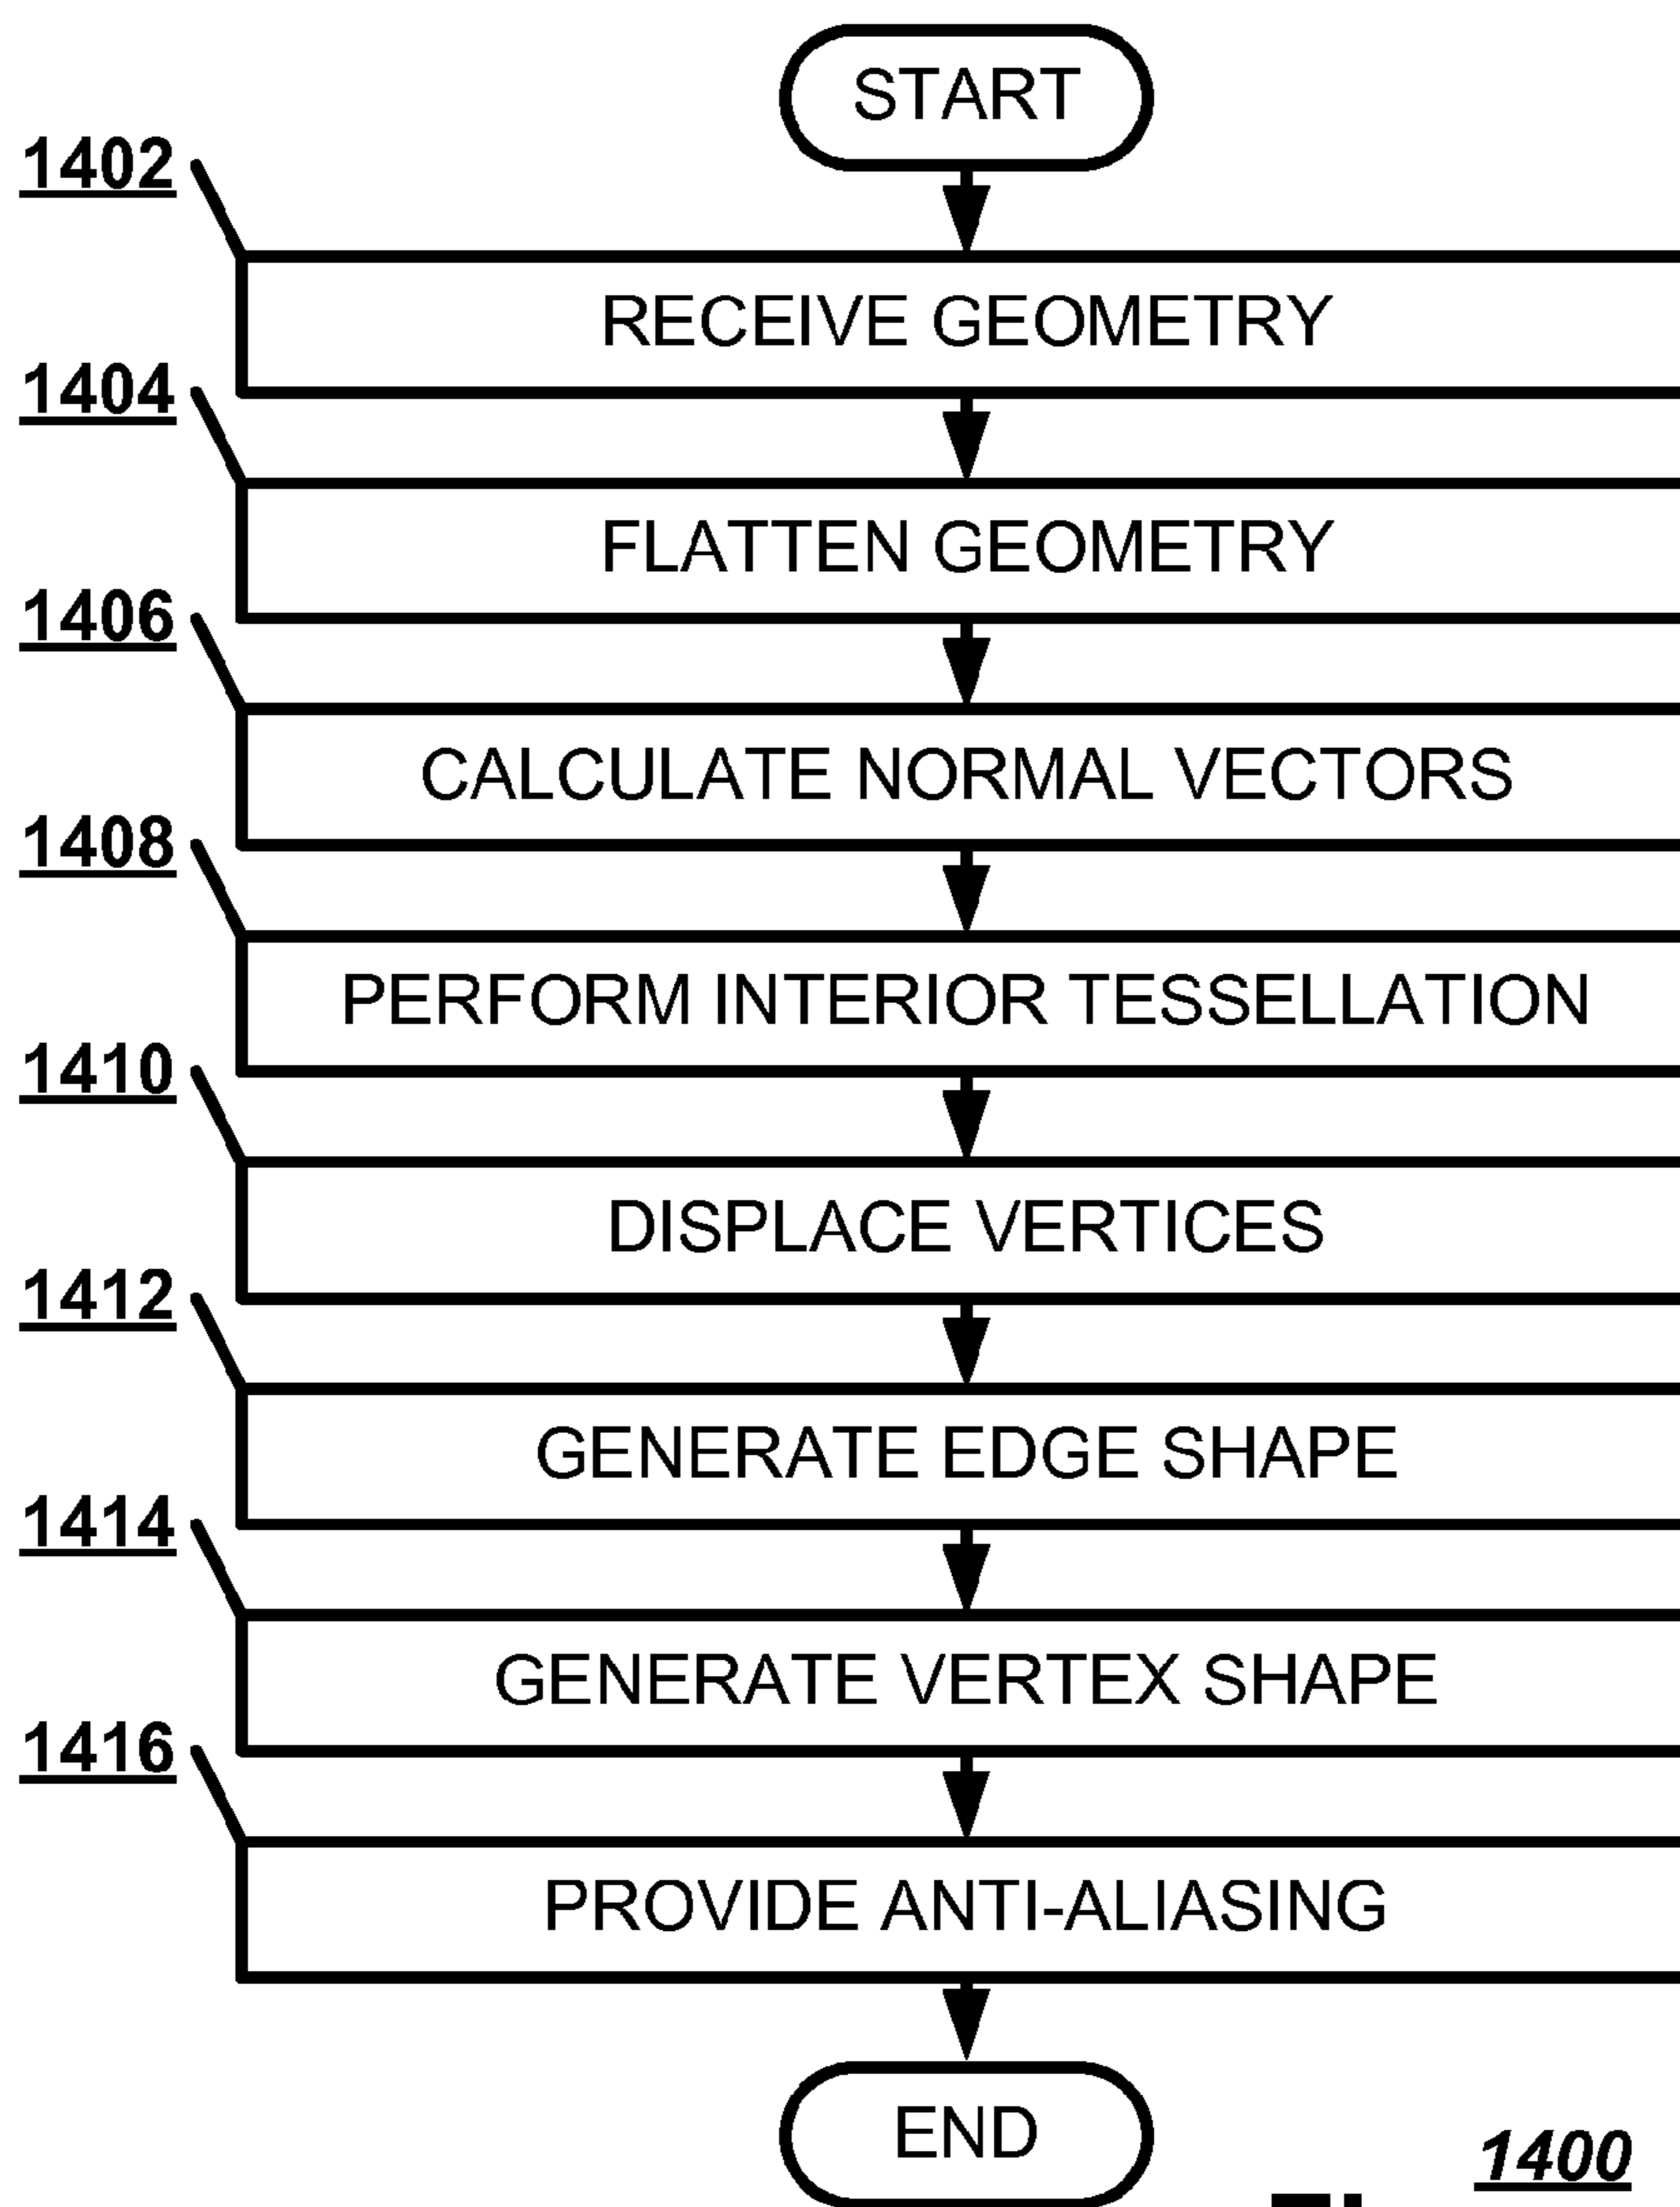 START
1402
RECEIVE GEOMETRY
1404
FLATTEN GEOMETRY
1406
CALCULATE NORMAL VECTORS
1408
PERFORM INTERIOR TESSELLATION
1410
DISPLACE VERTICES
1412
GENERATE EDGE SHAPE
1414
GENERATE VERTEX SHAPE
1416
PROVIDE ANTI-ALIASING
END
1400